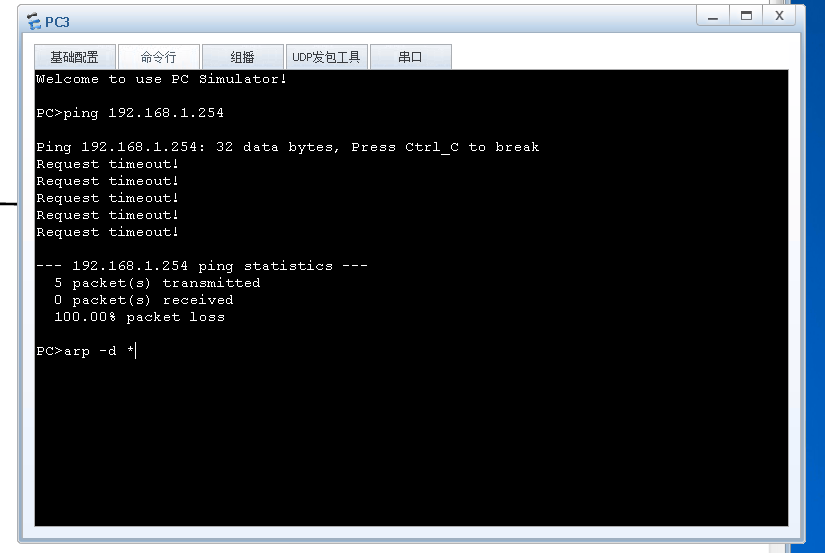 PC3
基础配置 命令行 组播 UDP发包工具 串口
Welcome to use PC Simulator!
PC>ping 192.168.1.254
Ping 192.168.1.254: 32 data bytes, Press Ctrl_C to break
Request timeout!
Request timeout!
Request timeout!
Request timeout!
Request timeout!
--- 192.168.1.254 ping statistics ---
5 packet(s) transmitted
0 packet(s) received
100.00% packet loss
PC>arp -d *